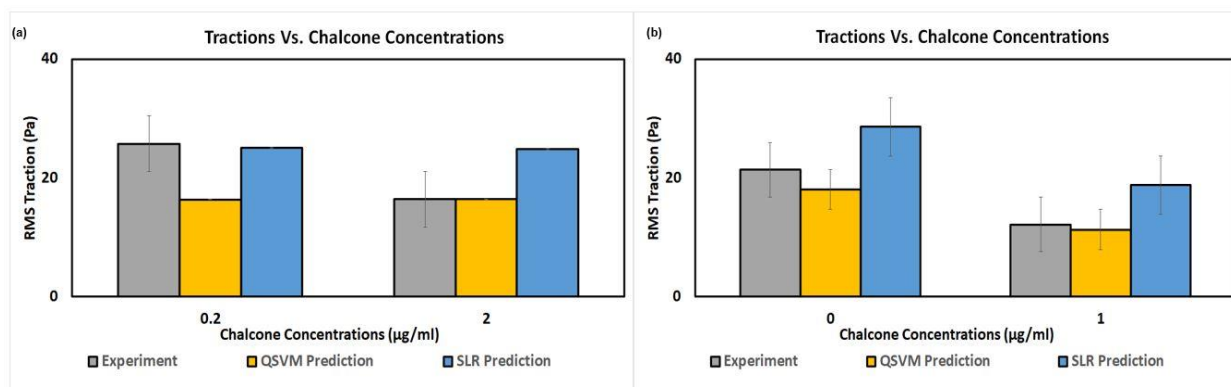 (a)
Tractions Vs. Chalcone Concentrations
40
20
0
RMS Traction (Pa)
0.2
2
Chalcone Concentrations (µg/ml)
Experiment
QSVM Prediction
SLR Prediction
(b)
Tractions Vs. Chalcone Concentrations
40
20
0
RMS Traction (Pa)
0
1
Chalcone Concentrations (µg/ml)
Experiment
QSVM Prediction
SLR Prediction